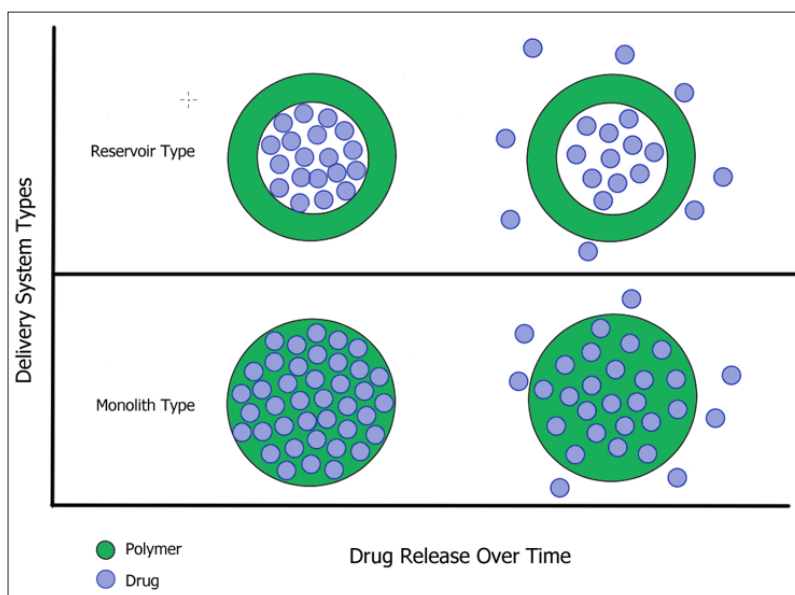 Delivery System Types
Reservoir Type
Monolith Type
Polymer
Drug
Drug Release Over Time